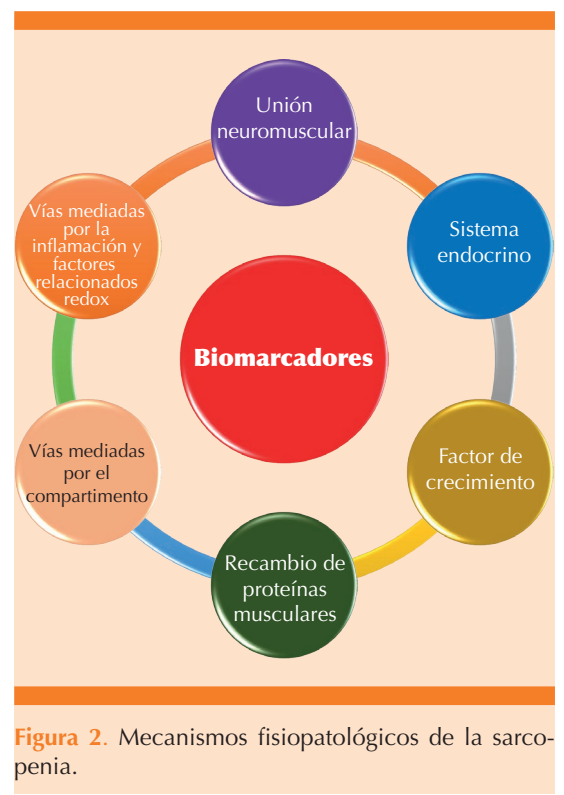 Unión
neuromuscular
Sistema
endocrino
Factor de
crecimiento
Recambio de
proteínas
musculares
Vías mediadas
por el
compartimento
Vías mediadas
por la
inflamación y
factores
relacionados
redox
Biomarcadores
Figura 2. Mecanismos fisiopatológicos de la sarco-
penia.